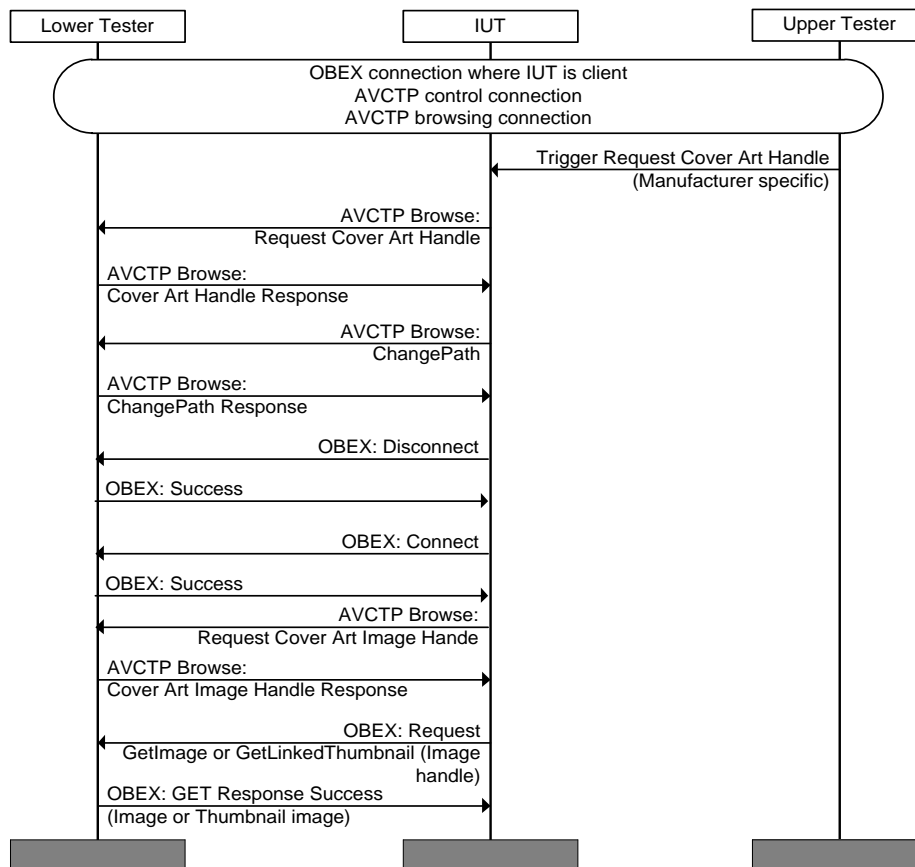 Lower Tester
IUT
Upper Tester
OBEX connection where IUT is client
AVCTP control connection
AVCTP browsing connection
Trigger Request Cover Art Handle
(Manufacturer specific)
AVCTP Browse:
Request Cover Art Handle
AVCTP Browse:
Cover Art Handle Response
AVCTP Browse:
ChangePath
AVCTP Browse:
ChangePath Response
OBEX: Disconnect
OBEX: Success
OBEX: Connect
OBEX: Success
AVCTP Browse:
Request Cover Art Image Hande
AVCTP Browse:
Cover Art Image Handle Response
OBEX: Request
GetImage or GetLinkedThumbnail (Image
handle)
OBEX: GET Response Success
(Image or Thumbnail image)